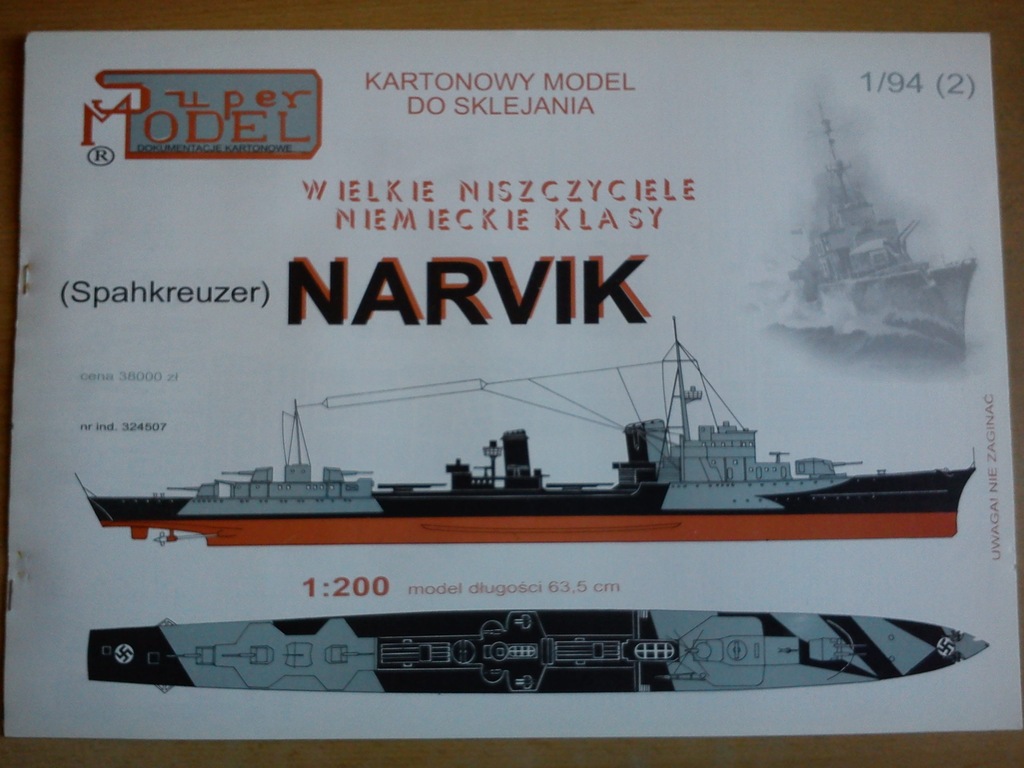 Super
MODEL
DOKUMENTACJE KARTONOWE
®
KARTONOWY MODEL
DO SKLEJANIA
1/94 (2)
WIELKIE NISZCZYCIELE
NIEMIECKIE KLASY
(Spahkreuzer) NARVIK
cena 38000 zł
nr ind. 324507
UWAGA! NIE ZAGINAĆ
1:200 model długości 63,5 cm